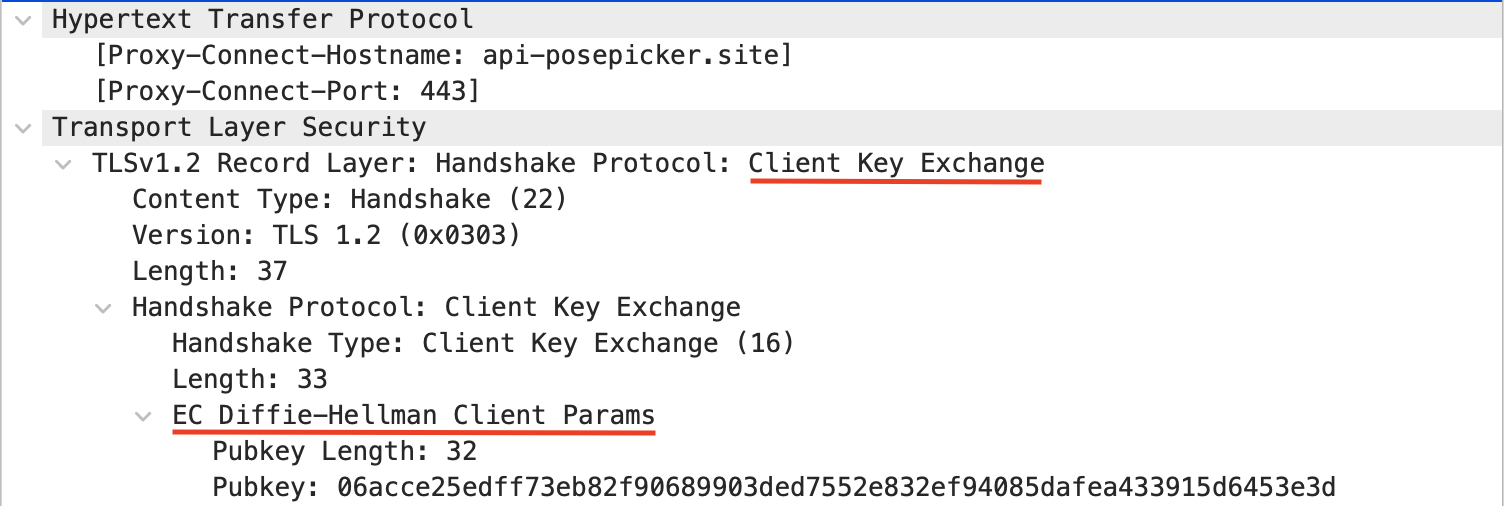 Hypertext Transfer Protocol
[Proxy-Connect-Hostname: api-posepicker.site]
[Proxy-Connect-Port: 443]
Transport Layer Security
TLSv1.2 Record Layer: Handshake Protocol: Client Key Exchange
Content Type: Handshake (22)
Version: TLS 1.2 (0x0303)
Length: 37
Handshake Protocol: Client Key Exchange
Handshake Type: Client Key Exchange (16)
Length: 33
EC Diffie-Hellman Client Params
Pubkey Length: 32
Pubkey: 06acce25edff73eb82f90689903ded7552e832ef94085dafea433915d6453e3d